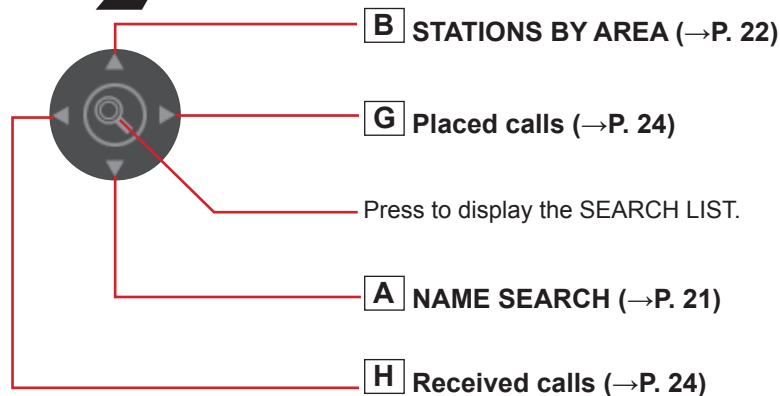 B STATIONS BY AREA (→P. 22)
G Placed calls (→P. 24)
Press to display the SEARCH LIST.
A NAME SEARCH (→P. 21)
H Received calls (→P. 24)